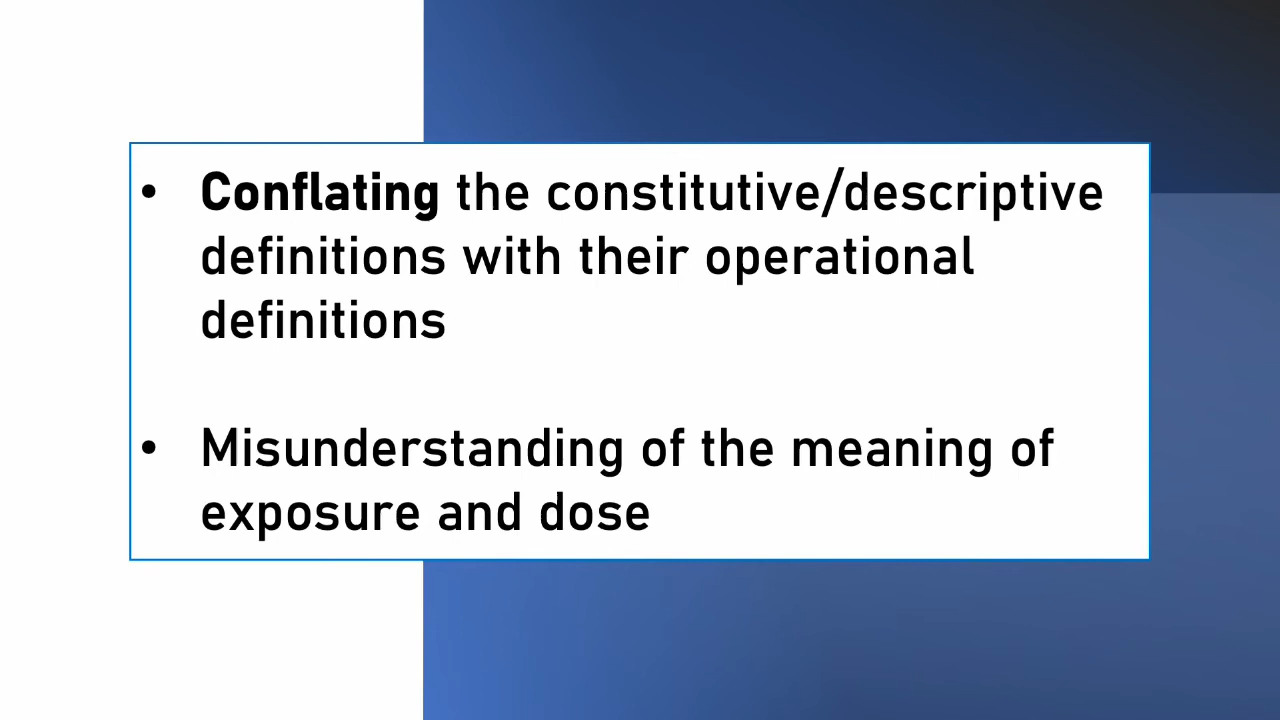 • Conflating the constitutive/descriptive
definitions with their operational
definitions
• Misunderstanding of the meaning of
exposure and dose